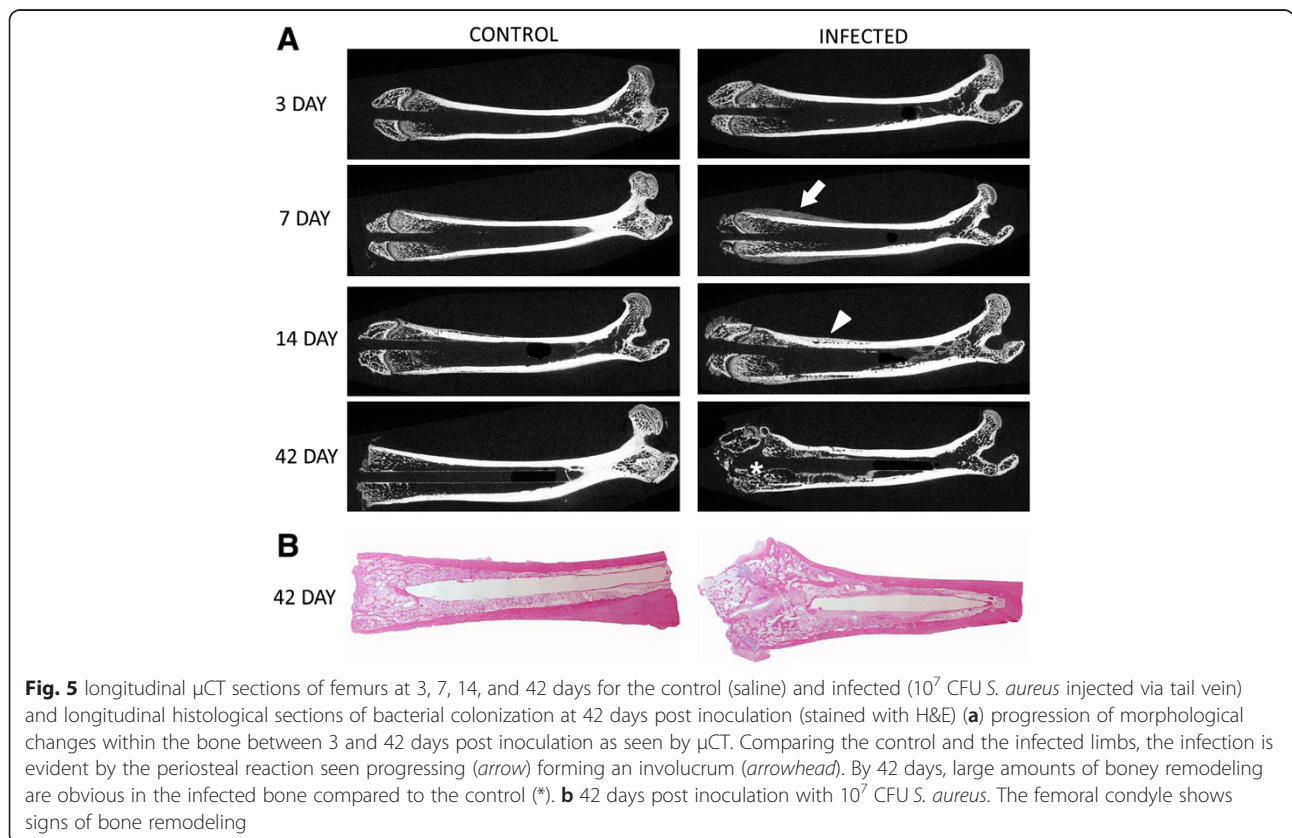 A
CONTROL
INFECTED
3 DAY
7 DAY
14 DAY
42 DAY
*
B
42 DAY
Fig. 5 longitudinal μCT sections of femurs at 3, 7, 14, and 42 days for the control (saline) and infected (10⁷ CFU S. aureus injected via tail vein)
and longitudinal histological sections of bacterial colonization at 42 days post inoculation (stained with H&E) (a) progression of morphological
changes within the bone between 3 and 42 days post inoculation as seen by μCT. Comparing the control and the infected limbs, the infection is
evident by the periosteal reaction seen progressing (arrow) forming an involucrum (arrowhead). By 42 days, large amounts of boney remodeling
are obvious in the infected bone compared to the control (*). b 42 days post inoculation with 10⁷ CFU S. aureus. The femoral condyle shows
signs of bone remodeling